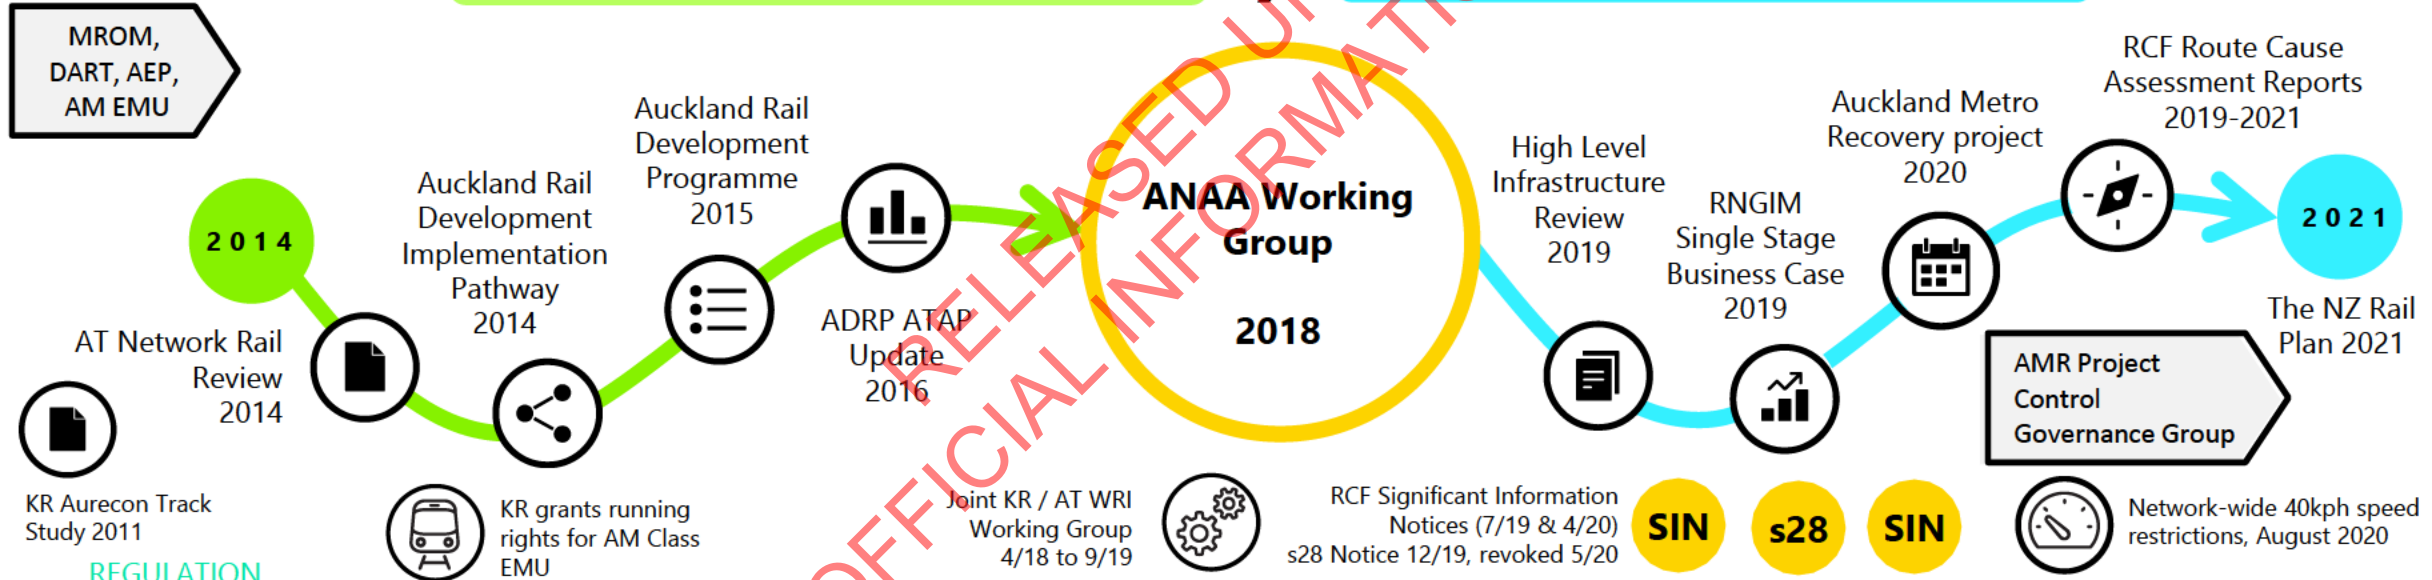 MROM,
DART, AEP,
AM EMU
2014
AT Network Rail
Review
2014
KR Aurecon Track
Study 2011
REGULATION
Auckland Rail
Development
Implementation
Pathway
2014
KR grants running
rights for AM Class
EMU
Auckland Rail
Development
Programme
2015
ADRP ATAP
Update
2016
ANAA Working
Group
2018
Joint KR / AT WRI
Working Group
4/18 to 9/19
High Level
Infrastructure
Review
2019
RNGIM
Single Stage
Business Case
2019
RCF Significant Information
Notices (7/19 & 4/20)
s28 Notice 12/19, revoked 5/20
SIN
s28
SIN
Auckland Metro
Recovery project
2020
RCF Route Cause
Assessment Reports
2019-2021
2021
The NZ Rail
Plan 2021
AMR Project
Control
Governance Group
Network-wide 40kph speed
restrictions, August 2020
RELEASED
OFFICIAL